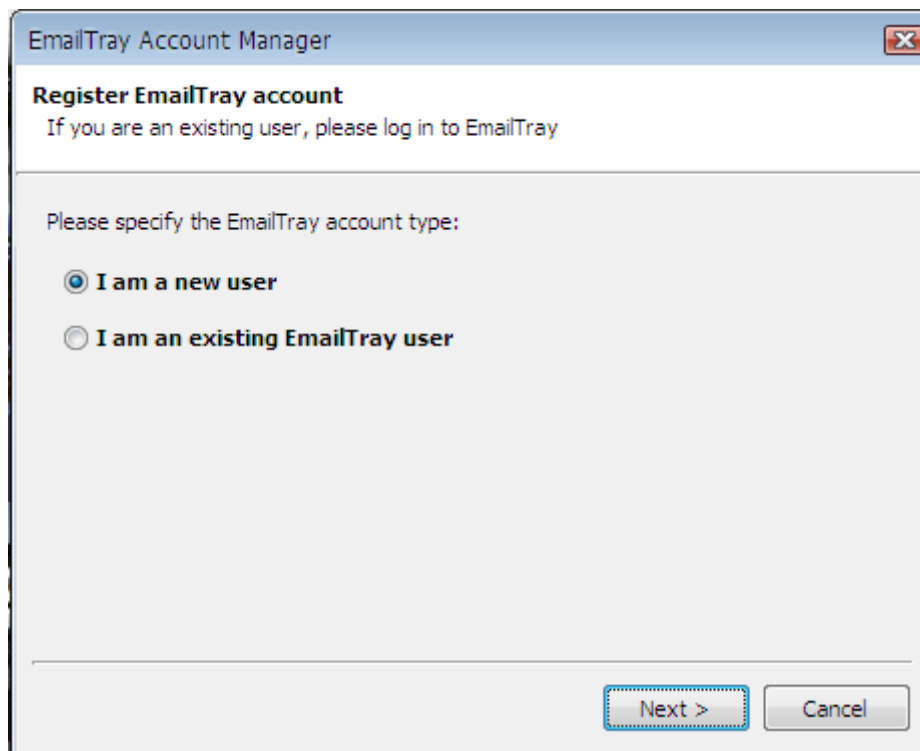 EmailTray Account Manager
Register EmailTray account
If you are an existing user, please log in to EmailTray
Please specify the EmailTray account type:
I am a new user
I am an existing EmailTray user
Next >
Cancel